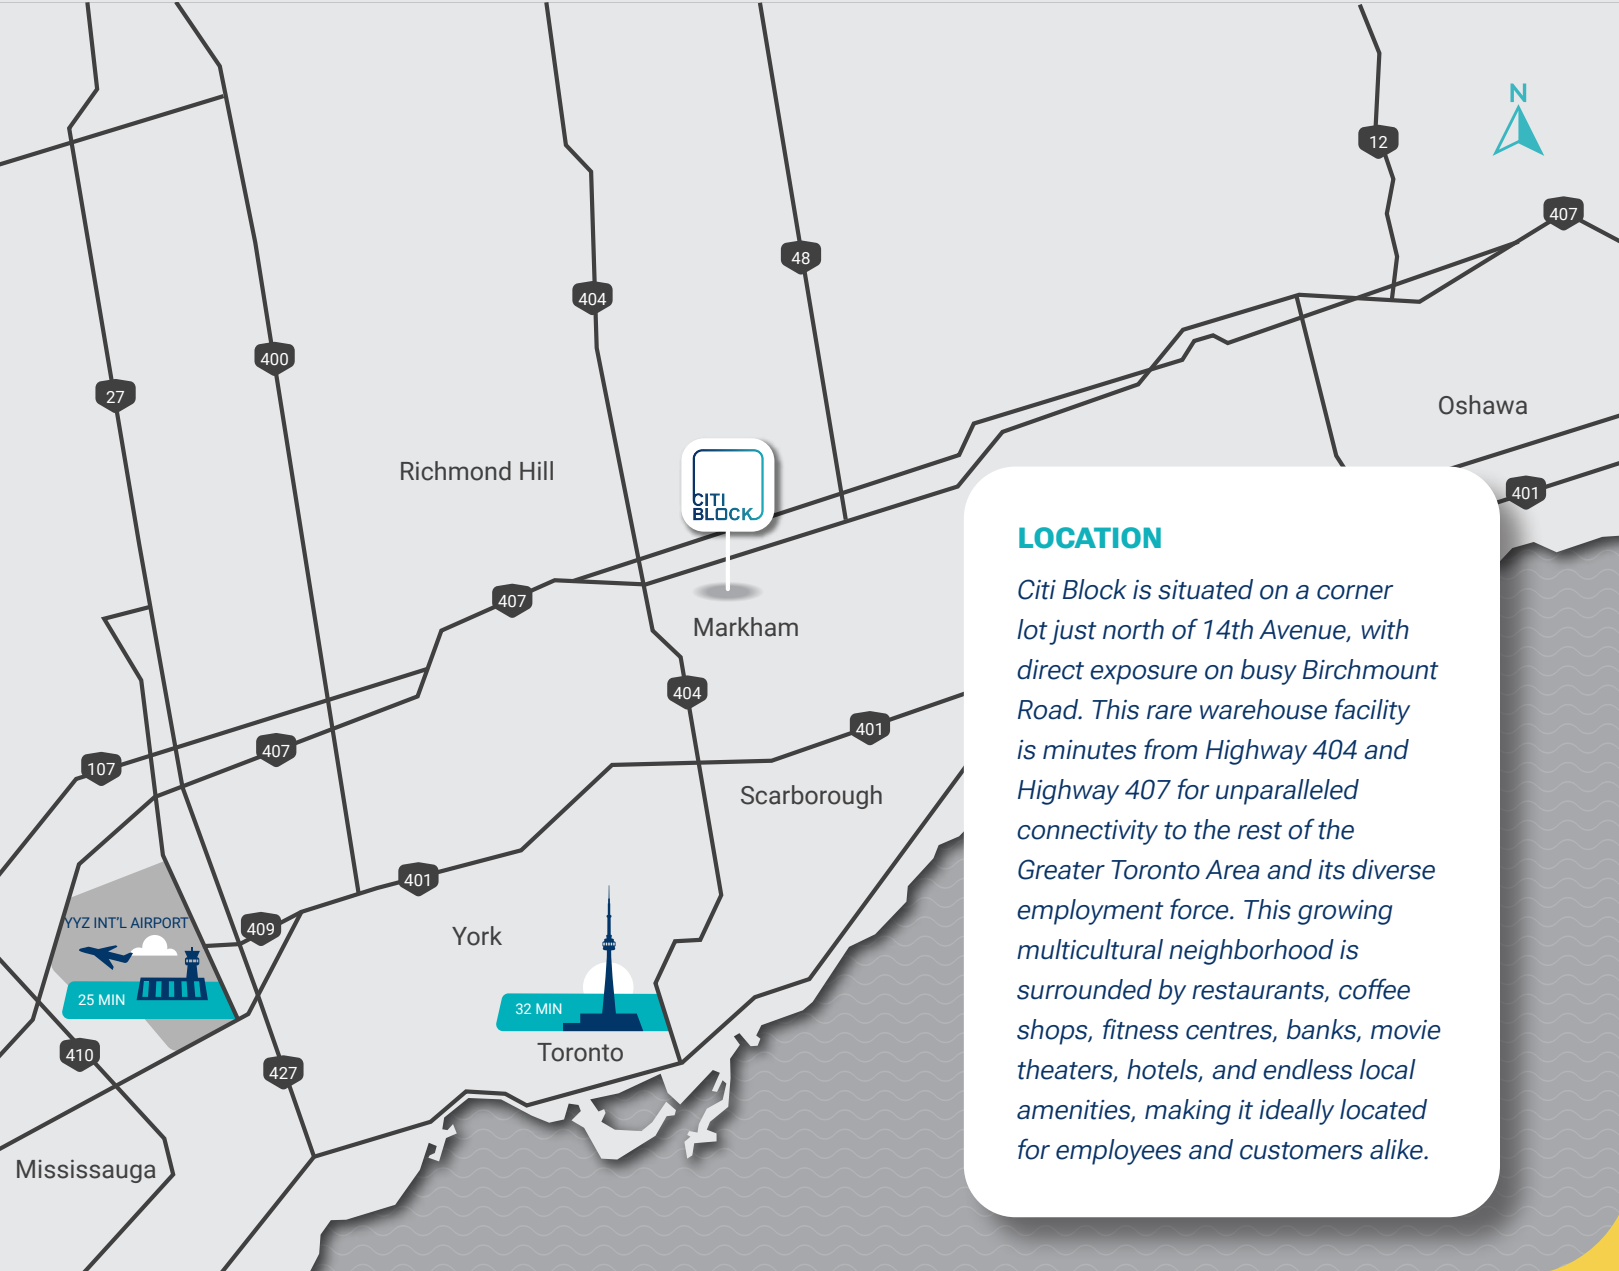 N
12
407
48
404
400
27
Oshawa
Richmond Hill
CITI
BLOCK
401
407
Markham
404
401
407
107
Scarborough
401
YYZ INT'L AIRPORT
409
York
25 MIN
32 MIN
Toronto
410
427
Mississauga
LOCATION
Citi Block is situated on a corner
lot just north of 14th Avenue, with
direct exposure on busy Birchmount
Road. This rare warehouse facility
is minutes from Highway 404 and
Highway 407 for unparalleled
connectivity to the rest of the
Greater Toronto Area and its diverse
employment force. This growing
multicultural neighborhood is
surrounded by restaurants, coffee
shops, fitness centres, banks, movie
theaters, hotels, and endless local
amenities, making it ideally located
for employees and customers alike.